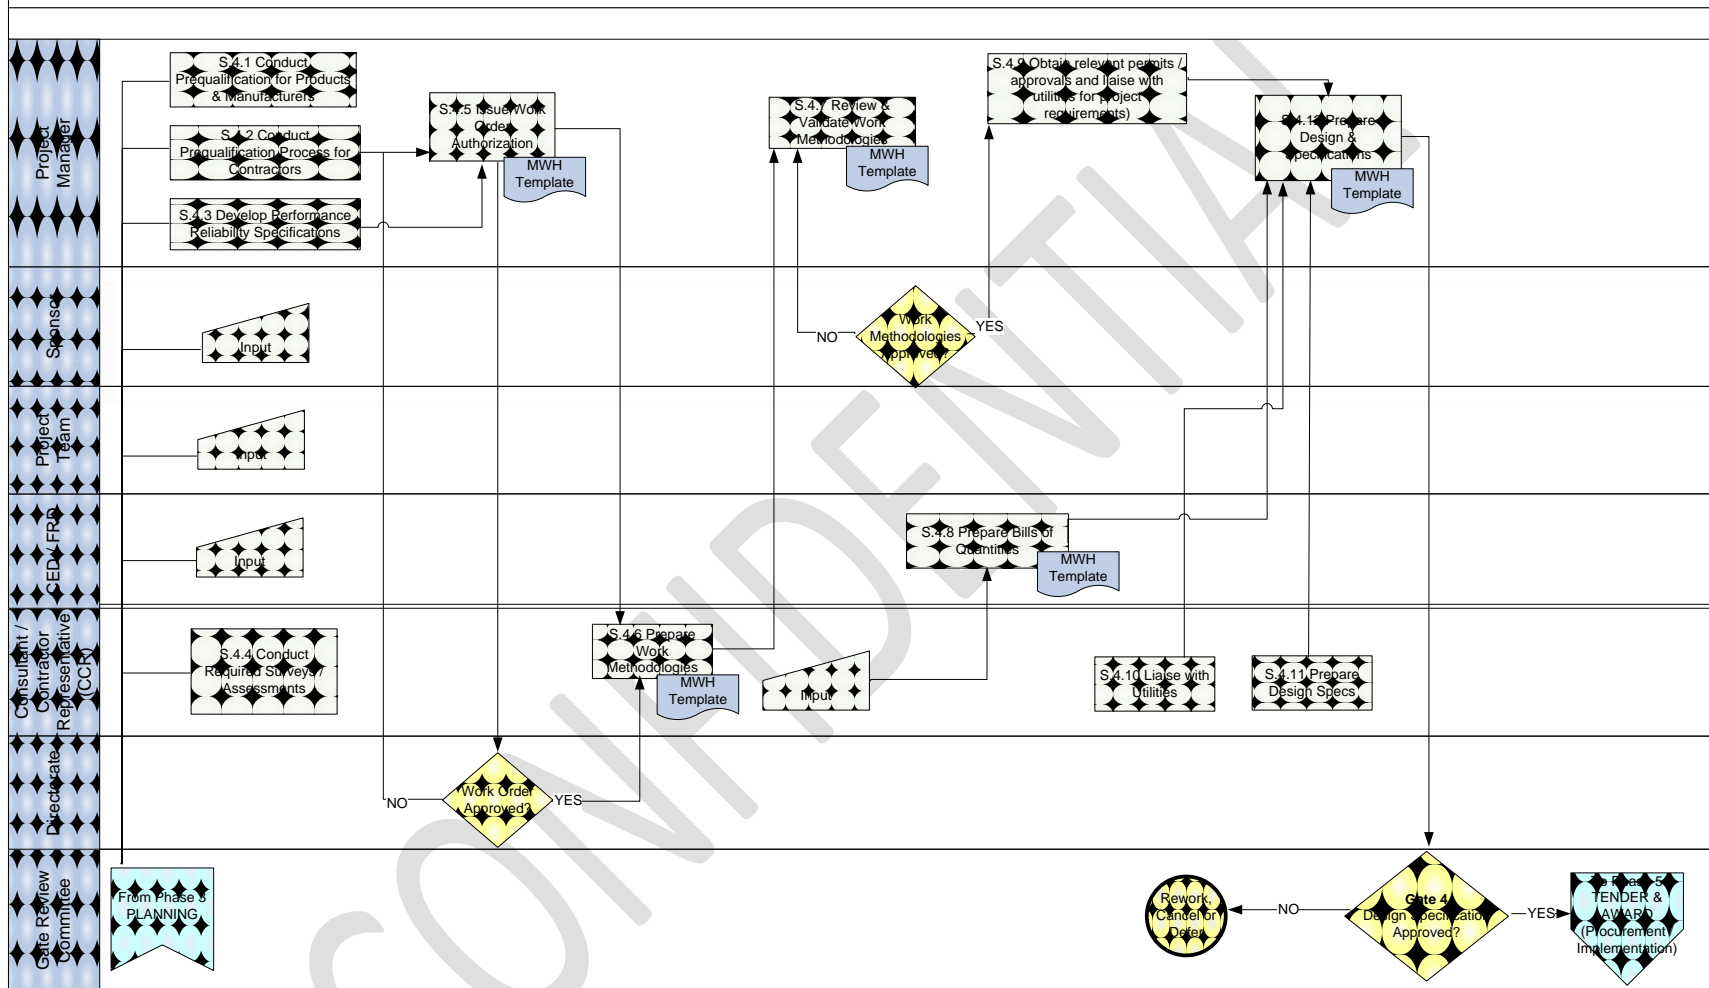 Project
Manager
S.4.1 Conduct
Prequalification for Products
& Manufacturers
S.4.2 Conduct
Prequalification Process for
Contractors
S.4.3 Develop Performance
Reliability Specifications
S.4.5 Issue Work
Order
Authorization
MWH
Template
S.4.7 Review &
Validate Work
Methodologies
MWH
Template
S.4.9 Obtain relevant permits /
approvals and liaise with
utilities for project
requirements)
S.4.12 Prepare
Design &
Specifications
MWH
Template
Sponsor
Input
NO
Work
Methodologies
Approved?
YES
Project
Team
Input
CED / FRD
Input
S.4.8 Prepare Bills of
Quantities
MWH
Template
Consultant /
Contractor
Representative
(CCR)
S.4.4 Conduct
Required Surveys /
Assessments
S.4.6 Prepare
Work
Methodologies
MWH
Template
Input
S.4.10 Liaise with
Utilities
S.4.11 Prepare
Design Specs
Directorate
NO
Work Order
Approved?
YES
Gate Review
Committee
From Phase 3
PLANNING
Rework,
Cancel or
Defer
NO
Gate 4
Design Specification
Approved?
YES
To Phase 5
TENDER &
AWARD
(Procurement /
Implementation)
CONFIDENTIAL